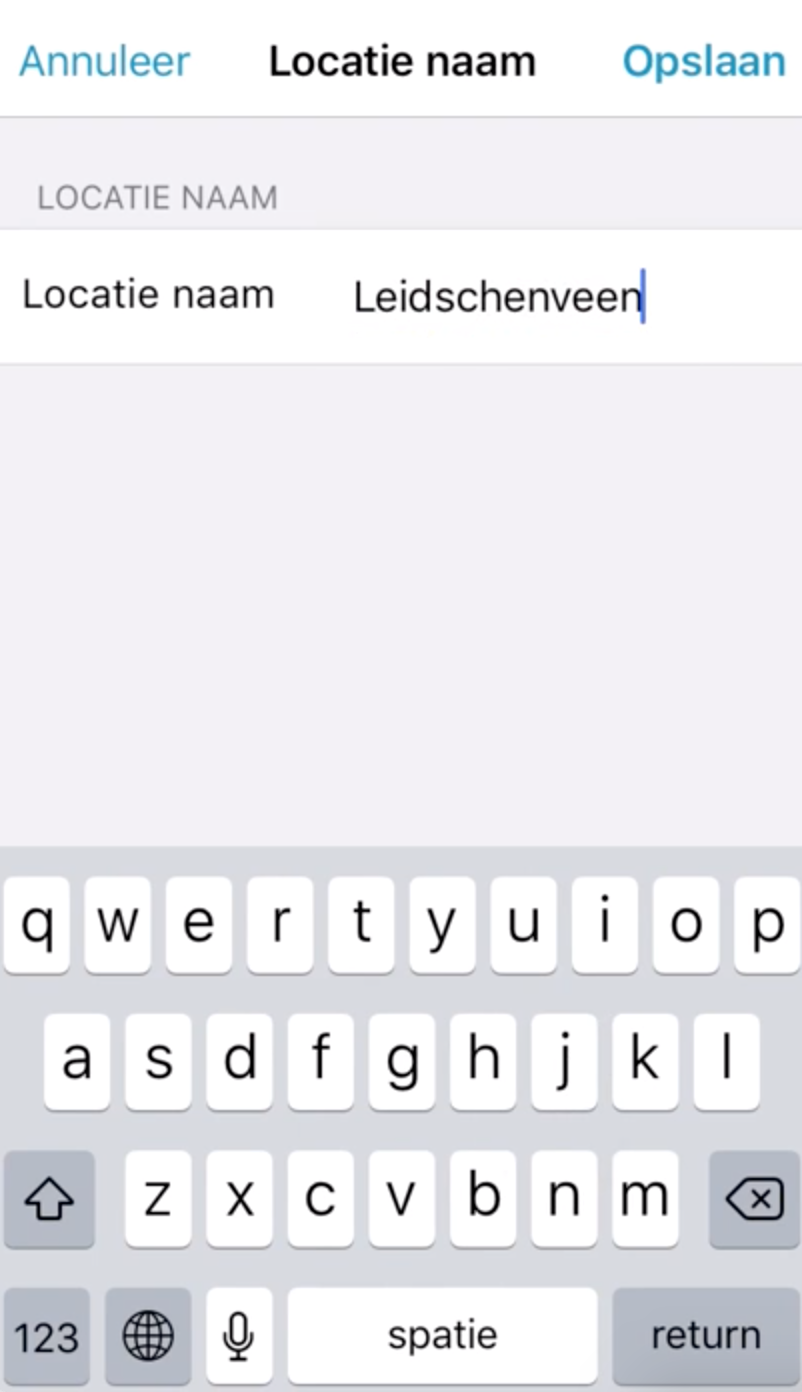 Annuleer Locatie naam Opslaan
LOCATIE NAAM
Locatie naam Leidschenveen
q w e r t y u i o p
a s d f g h j k l
z x c v b n m
123 spatie return